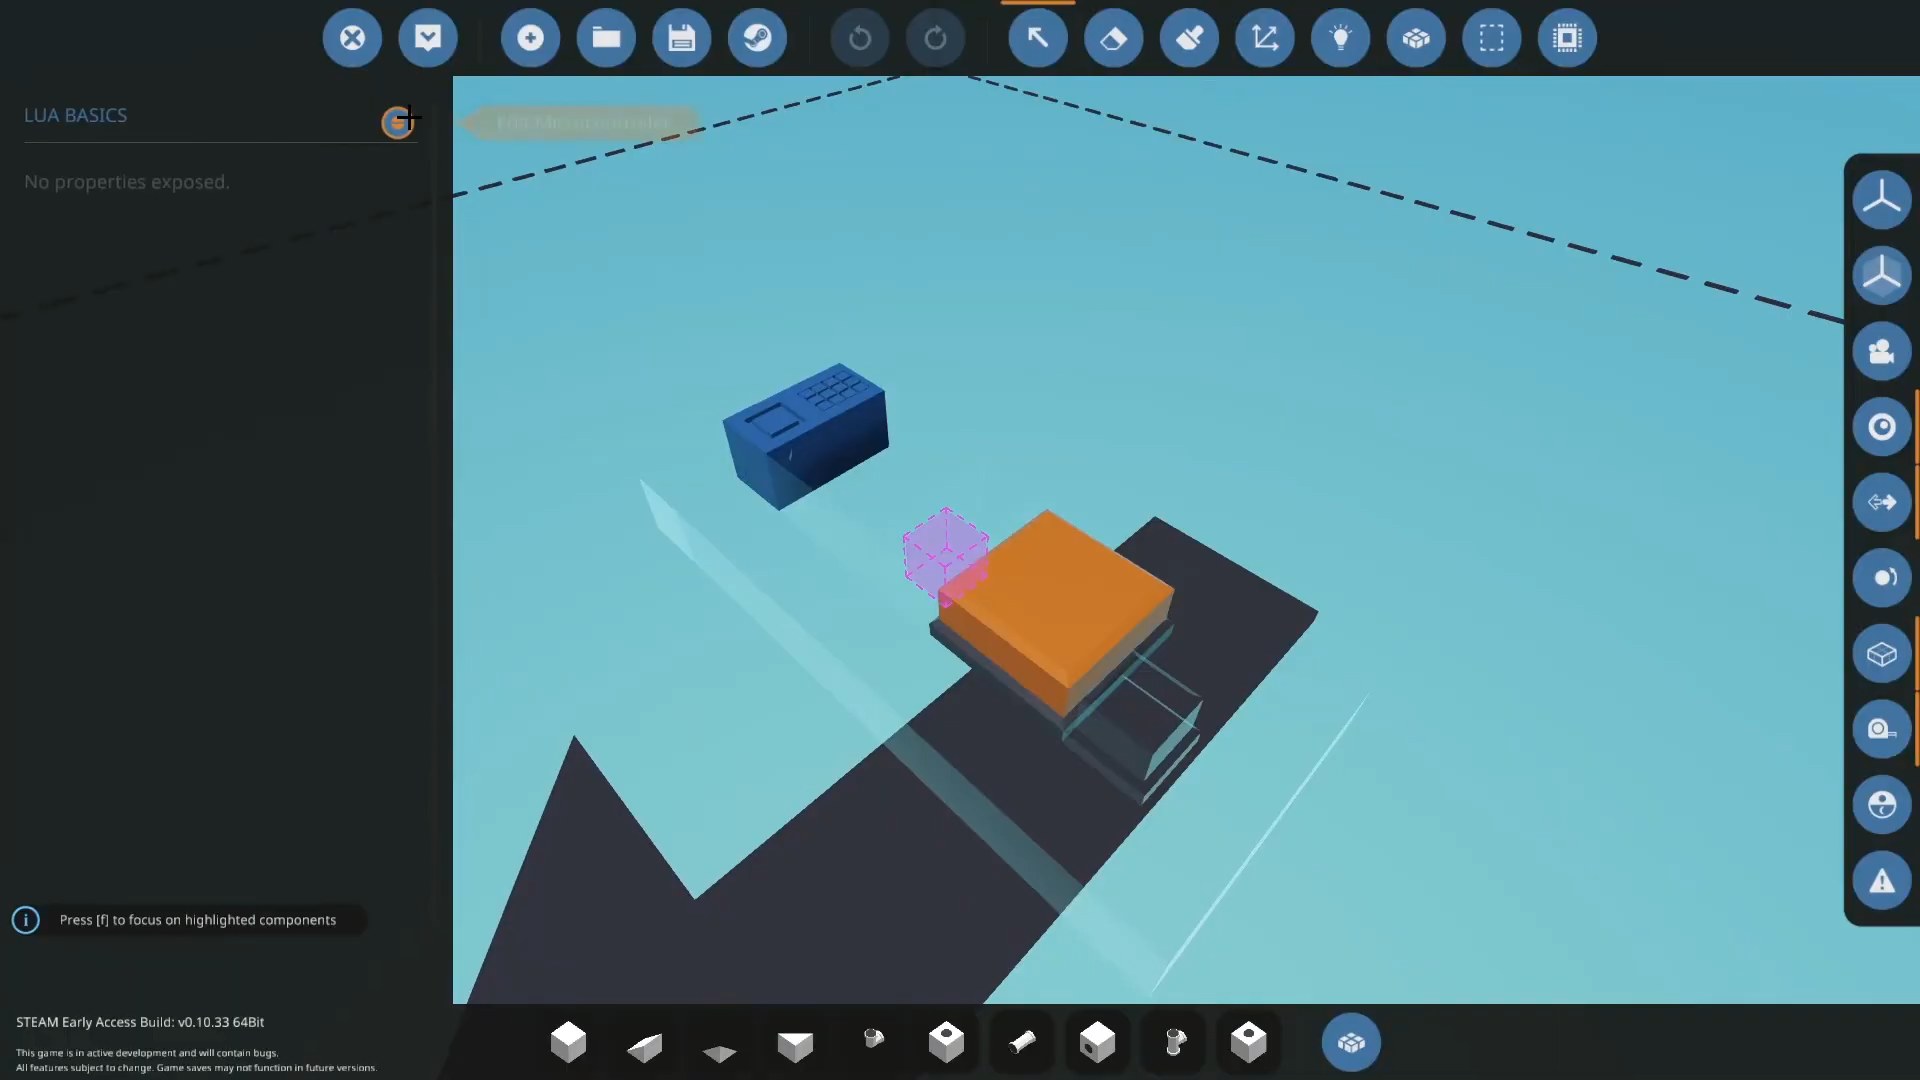 LUA BASICS
Edit Microcontroller
No properties exposed.
Press [f] to focus on highlighted components
STEAM Early Access Build: v0.10.33 64Bit
This game is in active development and will contain bugs.
All features subject to change. Game saves may not function in future versions.